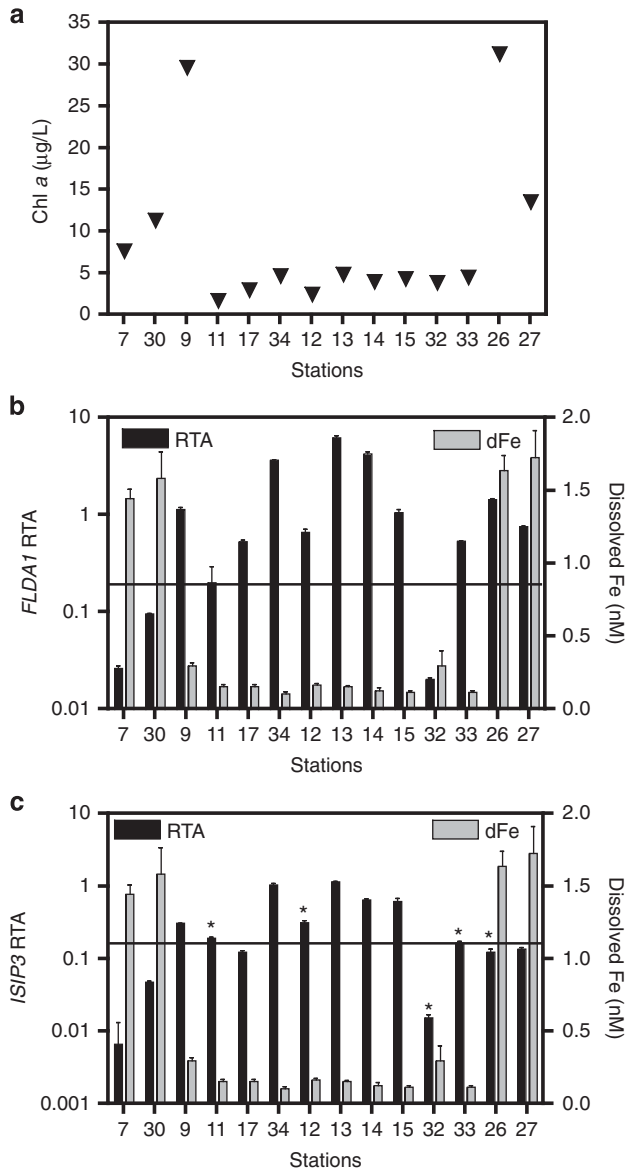 a
35
30
25
20
15
10
5
0
Chl a (μg/L)
7 30 9 11 17 34 12 13 14 15 32 33 26 27
Stations
b
10
1
0.1
0.01
FLDA1 RTA
RTA
dFe
2.0
1.5
1.0
0.5
0.0
Dissolved Fe (nM)
7 30 9 11 17 34 12 13 14 15 32 33 26 27
Stations
c
10
1
0.1
0.01
0.001
ISIP3 RTA
RTA
dFe
* * * * *
2.0
1.5
1.0
0.5
0.0
Dissolved Fe (nM)
7 30 9 11 17 34 12 13 14 15 32 33 26 27
Stations